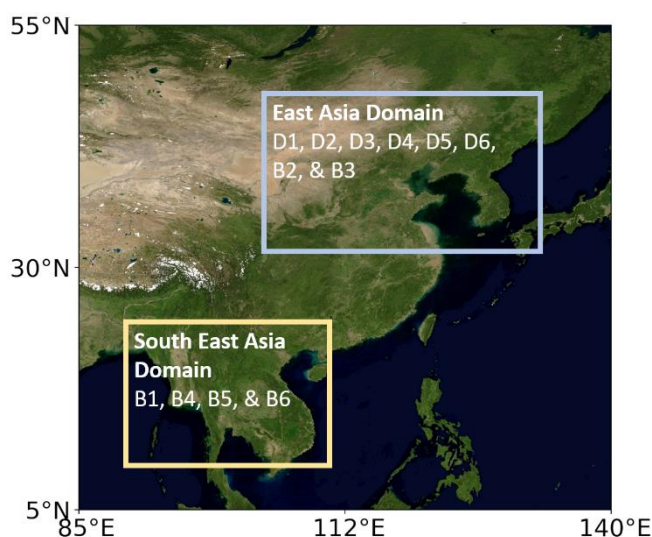 55°N
East Asia Domain
D1, D2, D3, D4, D5, D6,
B2, & B3
30°N
South East Asia
Domain
B1, B4, B5, & B6
5°N
85°E
112°E
140°E